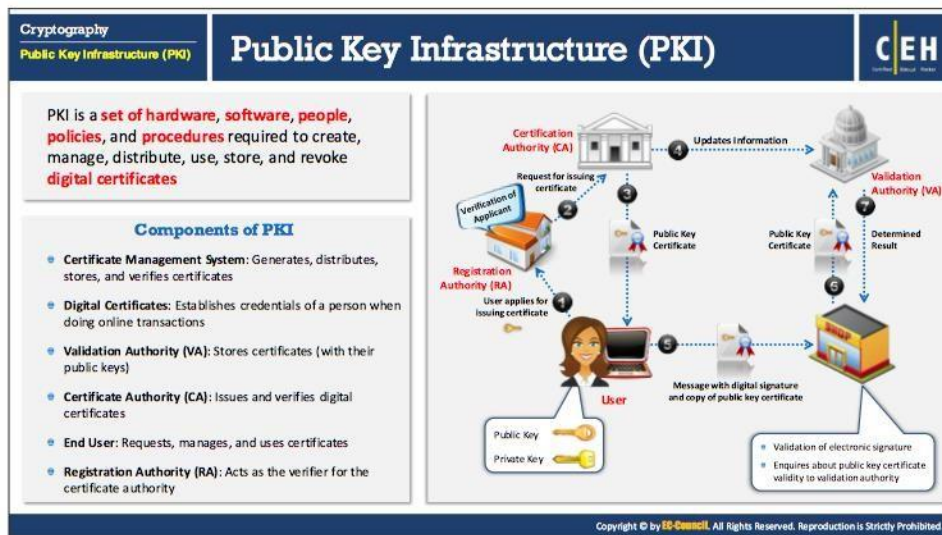 Cryptography
Public Key Infrastructure (PKI)
Public Key Infrastructure (PKI)
C|EH
Certified Ethical Hacker
PKI is a set of hardware, software, people,
policies, and procedures required to create,
manage, distribute, use, store, and revoke
digital certificates
Components of PKI
Certificate Management System: Generates, distributes,
stores, and verifies certificates
Digital Certificates: Establishes credentials of a person when
doing online transactions
Validation Authority (VA): Stores certificates (with their
public keys)
Certificate Authority (CA): Issues and verifies digital
certificates
End User: Requests, manages, and uses certificates
Registration Authority (RA): Acts as the verifier for the
certificate authority
Certification
Authority (CA)
4
Updates Information
Validation
Authority (VA)
Request for issuing
certificate
Verification of
Applicant
2
3
7
Public Key
Certificate
Public Key
Certificate
Determined
Result
Registration
Authority (RA)
1
User applies for
issuing certificate
6
SHOP
5
Message with digital signature
and copy of public key certificate
User
Public Key
Private Key
Validation of electronic signature
Enquires about public key certificate
validity to validation authority
Copyright © by EC-Council. All Rights Reserved. Reproduction is Strictly Prohibited.